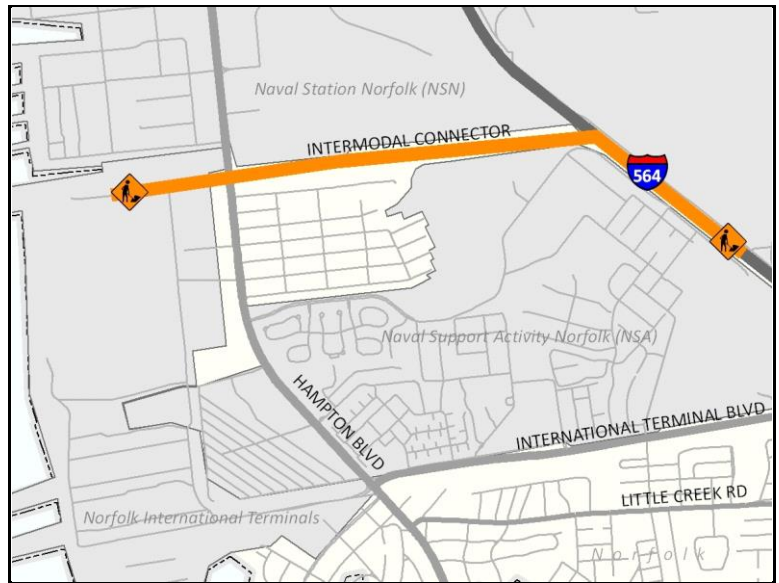 Naval Station Norfolk (NSN)
INTERMODAL CONNECTOR
564
Naval Support Activity Norfolk (NSA)
HAMPTON BLVD
INTERNATIONAL TERMINAL BLVD
LITTLE CREEK RD
Norfolk International Terminals
Norfolk